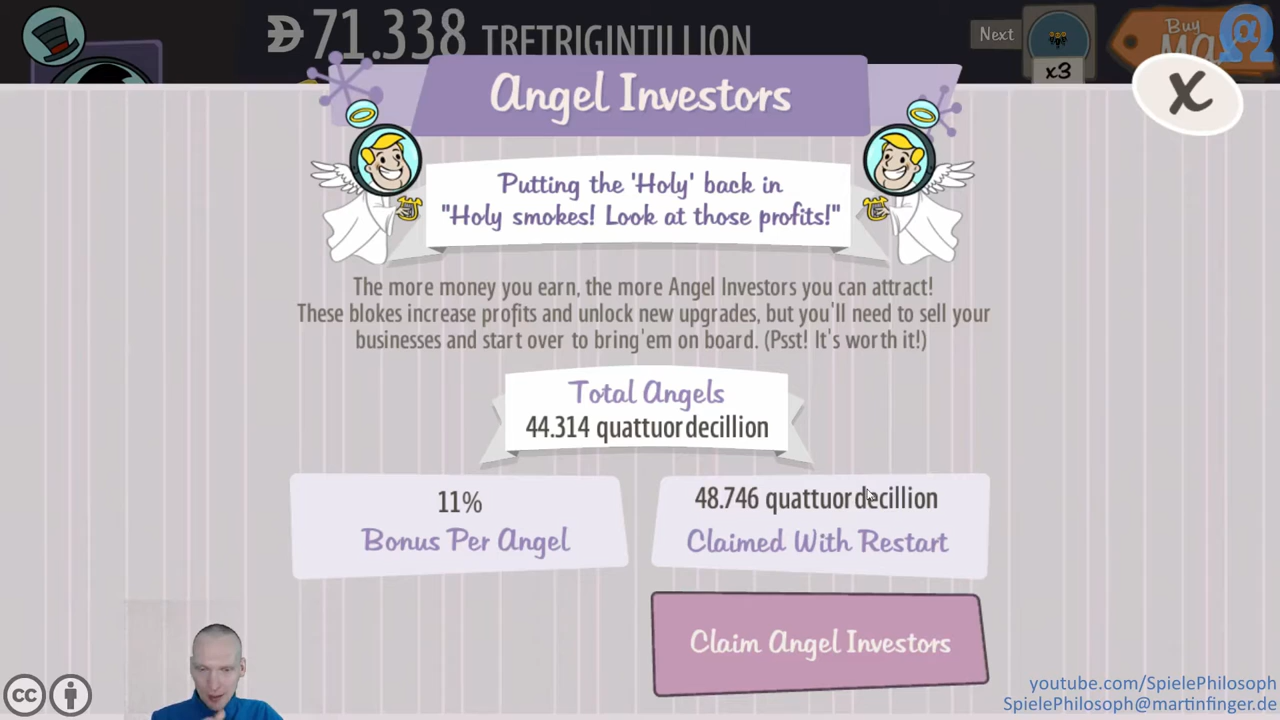 71.338 TRETRIGINTILLION
Next
x3
Buy
Angel Investors
X
Putting the 'Holy' back in
"Holy smokes! Look at those profits!"
The more money you earn, the more Angel Investors you can attract!
These blokes increase profits and unlock new upgrades, but you'll need to sell your
businesses and start over to bring'em on board. (Psst! It's worth it!)
Total Angels
44.314 quattuordecillion
11%
Bonus Per Angel
48.746 quattuordecillion
Claimed With Restart
Claim Angel Investors
cc
youtube.com/SpielePhilosoph
SpielePhilosoph@martinfinger.de